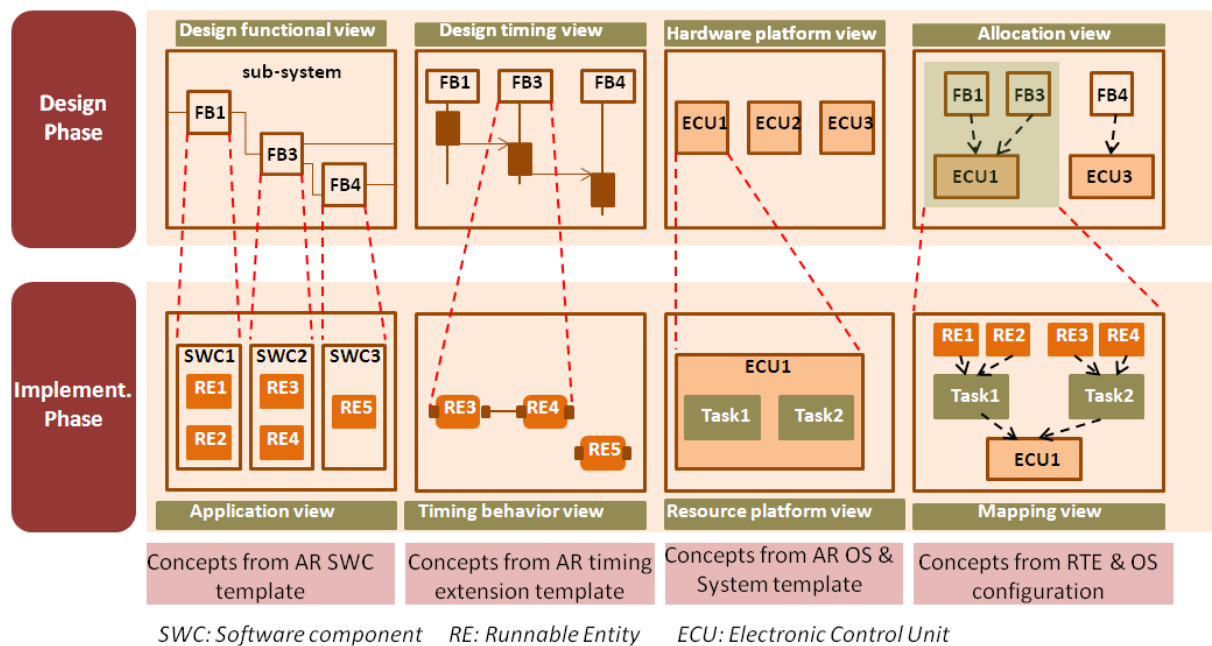 Design functional view
Design timing view
Hardware platform view
Allocation view
Design
Phase
sub-system
FB1
FB3
FB4
FB1
FB3
FB4
ECU1
ECU2
ECU3
FB1
FB3
FB4
ECU1
ECU3
Implement.
Phase
SWC1
SWC2
SWC3
RE1
RE3
RE5
RE2
RE4
RE3
RE4
RE5
ECU1
Task1
Task2
RE1
RE2
RE3
RE4
Task1
Task2
ECU1
Application view
Timing behavior view
Resource platform view
Mapping view
Concepts from AR SWC
template
Concepts from AR timing
extension template
Concepts from AR OS &
System template
Concepts from RTE & OS
configuration
SWC: Software component
RE: Runnable Entity
ECU: Electronic Control Unit